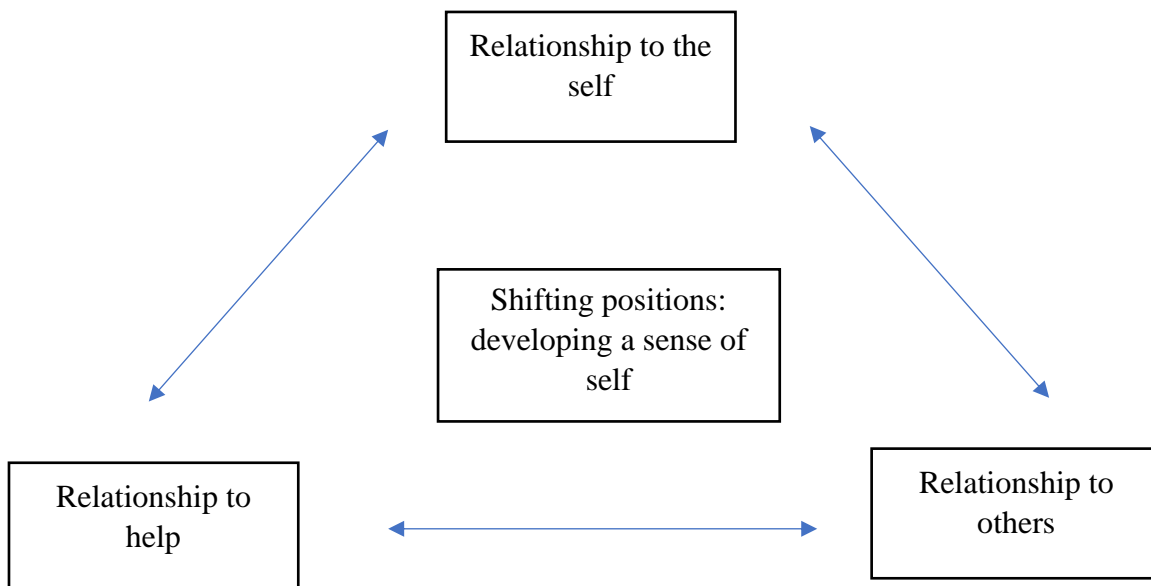 Relationship to the
self
Shifting positions:
developing a sense of
self
Relationship to
help
Relationship to
others